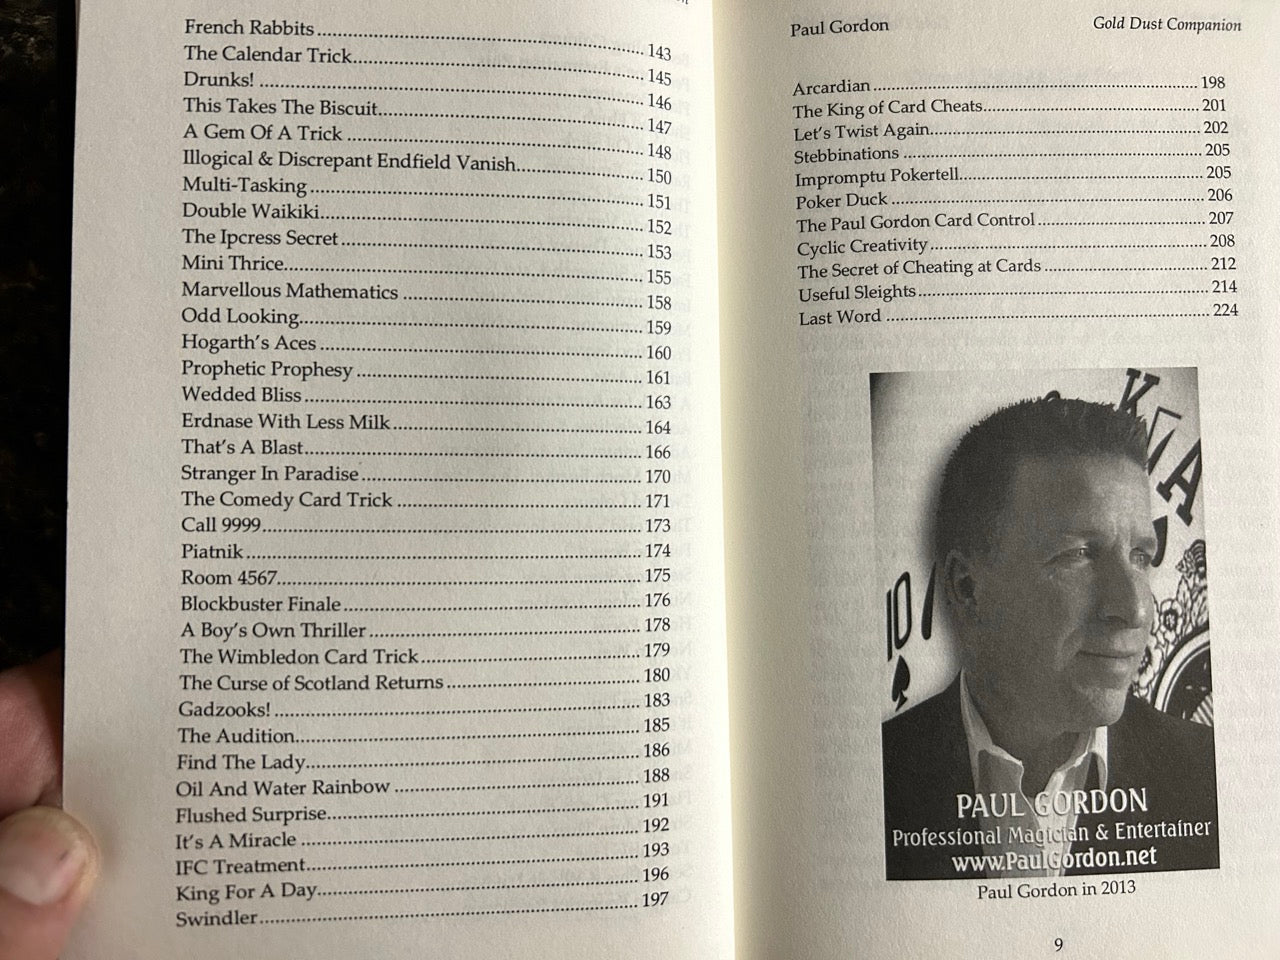 French Rabbits .......... 143
The Calendar Trick .......... 145
Drunks! .......... 146
This Takes The Biscuit .......... 147
A Gem Of A Trick .......... 148
Illogical & Discrepant Endfield Vanish .......... 150
Multi-Tasking .......... 151
Double Waikiki .......... 152
The Ipcress Secret .......... 153
Mini Thrice .......... 155
Marvellous Mathematics .......... 158
Odd Looking .......... 159
Hogarth's Aces .......... 160
Prophetic Prophesy .......... 161
Wedded Bliss .......... 163
Erdnase With Less Milk .......... 164
That's A Blast .......... 166
Stranger In Paradise .......... 170
The Comedy Card Trick .......... 171
Call 9999 .......... 173
Piatnik .......... 174
Room 4567 .......... 175
Blockbuster Finale .......... 176
A Boy's Own Thriller .......... 178
The Wimbledon Card Trick .......... 179
The Curse of Scotland Returns .......... 180
Gadzooks! .......... 183
The Audition .......... 185
Find The Lady .......... 186
Oil And Water Rainbow .......... 188
Flushed Surprise .......... 191
It's A Miracle .......... 192
IFC Treatment .......... 193
King For A Day .......... 196
Swindler .......... 197
Paul Gordon Gold Dust Companion
Arcardian .......... 198
The King of Card Cheats .......... 201
Let's Twist Again .......... 202
Stebbinations .......... 205
Impromptu Pokertell .......... 205
Poker Duck .......... 206
The Paul Gordon Card Control .......... 207
Cyclic Creativity .......... 208
The Secret of Cheating at Cards .......... 212
Useful Sleights .......... 214
Last Word .......... 224
K
A
10
PAUL GORDON
Professional Magician & Entertainer
www.PaulGordon.net
Paul Gordon in 2013
9